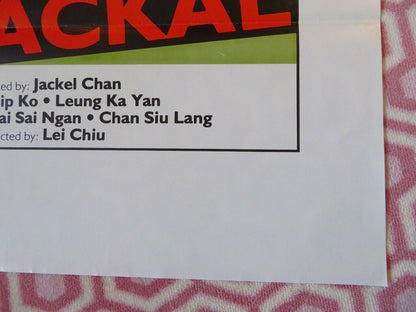 ACKAL
ted by: Jackel Chan
ip Ko • Leung Ka Yan
ai Sai Ngan • Chan Siu Lang
cted by: Lei Chiu